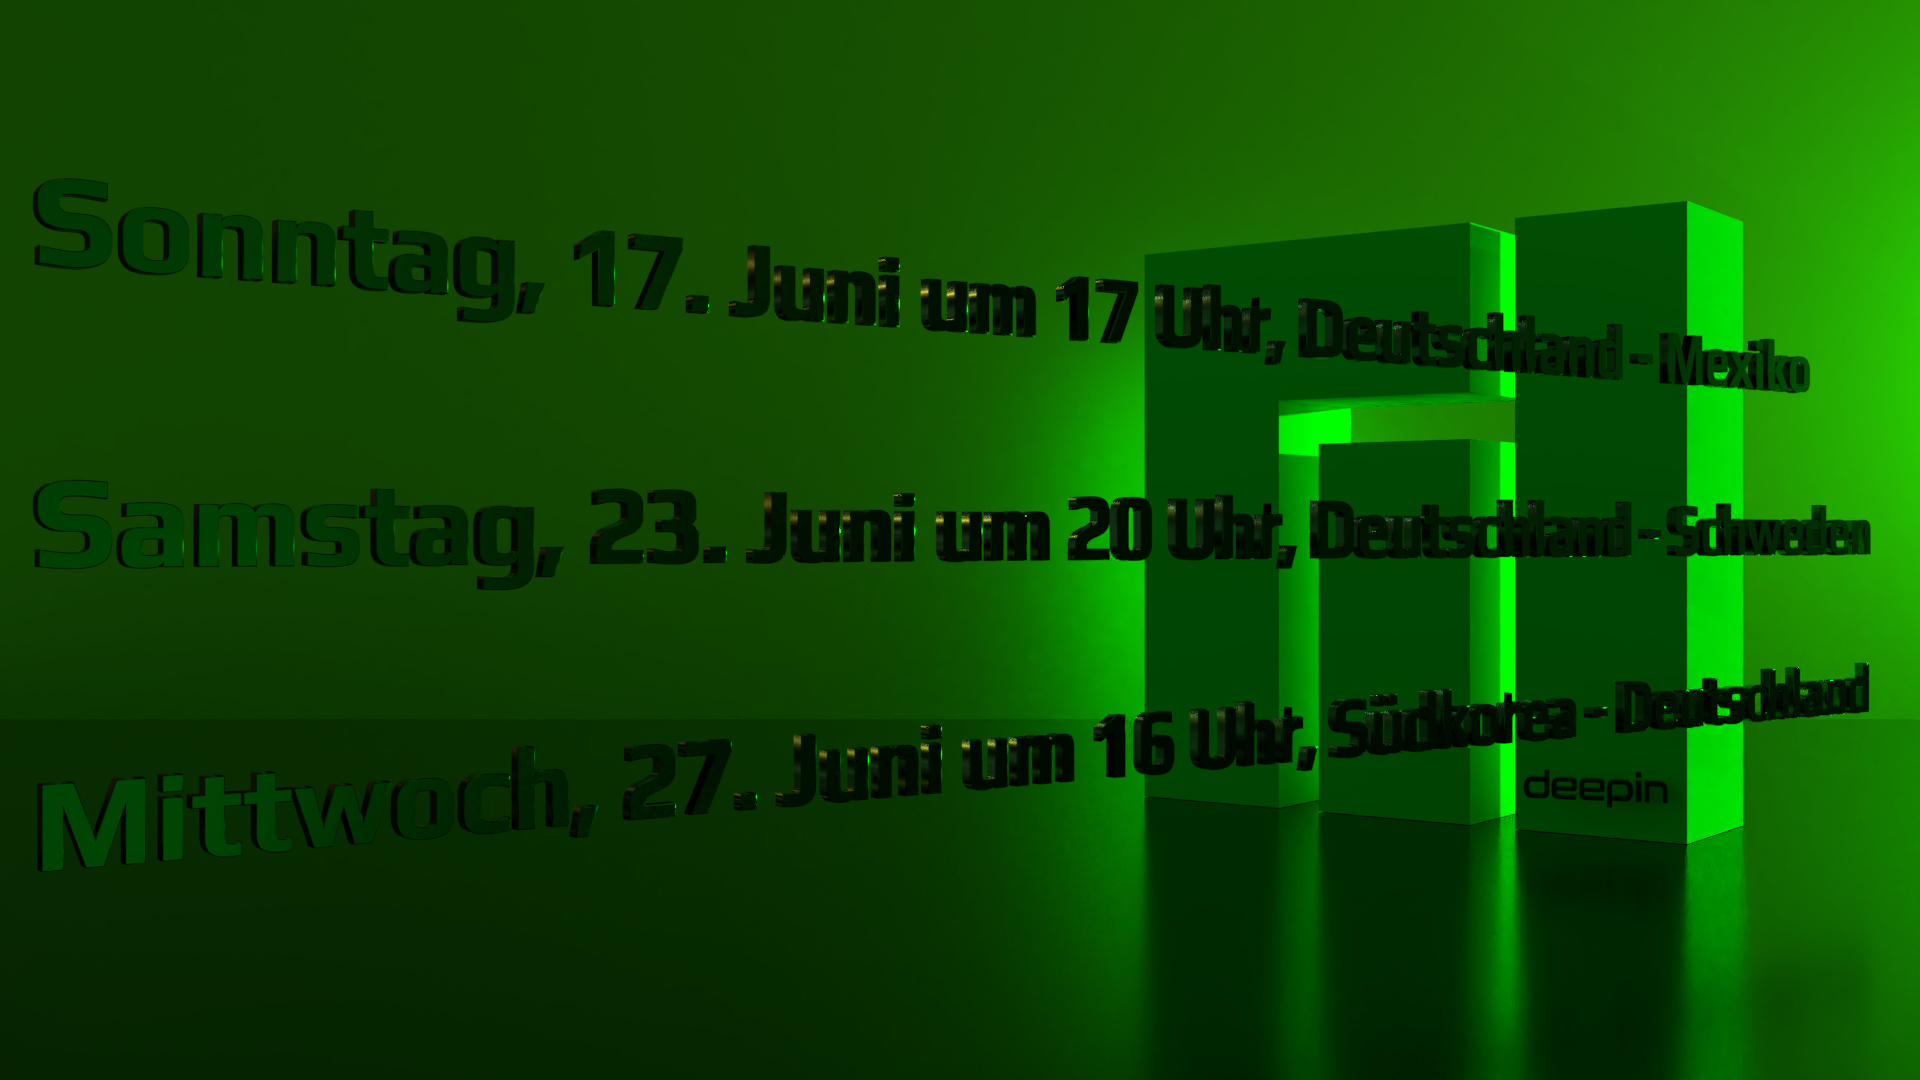 Sonntag, 17. Juni um 17 Uhr, Deutschland - Mexiko
Samstag, 23. Juni um 20 Uhr, Deutschland - Schweden
Mittwoch, 27. Juni um 16 Uhr, Südkorea - Deutschland
deepin